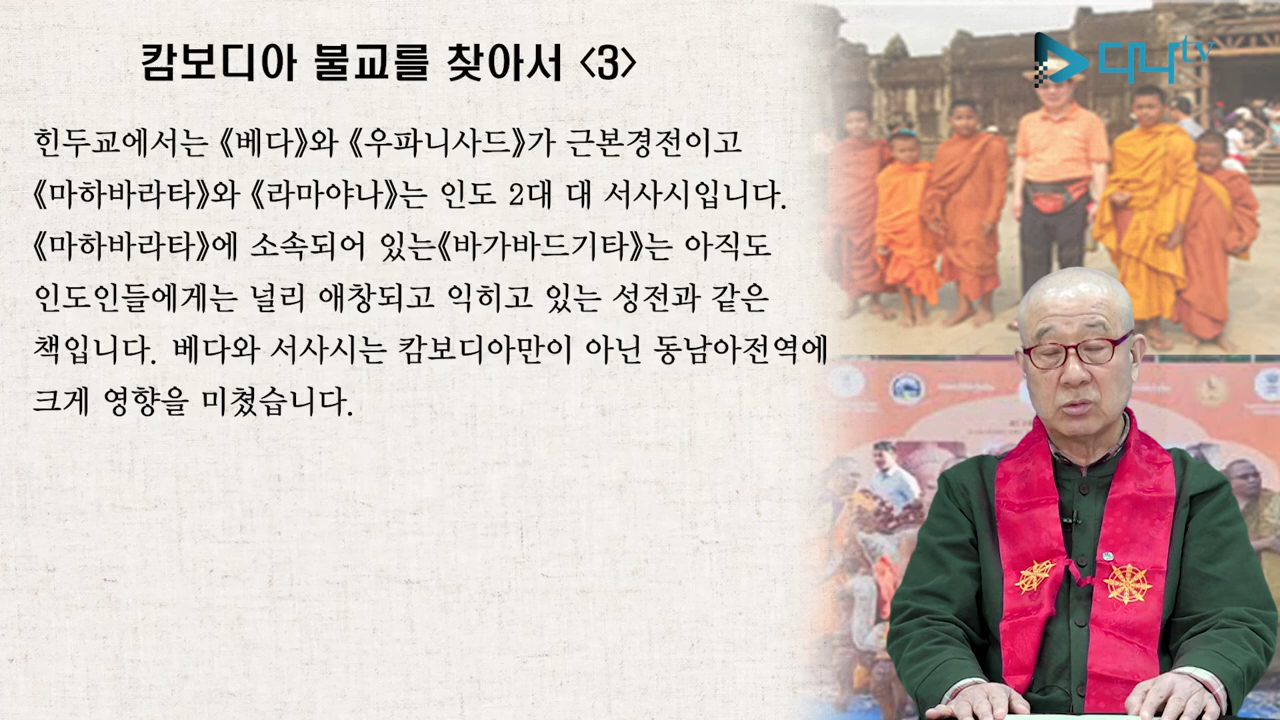 캄보디아 불교를 찾아서 <3>
다나tv
힌두교에서는 《베다》와 《우파니사드》가 근본경전이고
《마하바라타》와 《라마야나》는 인도 2대 대 서사시입니다.
《마하바라타》에 소속되어 있는《바가바드기타》는 아직도
인도인들에게는 널리 애창되고 익히고 있는 성전과 같은
책입니다. 베다와 서사시는 캄보디아만이 아닌 동남아전역에
크게 영향을 미쳤습니다.